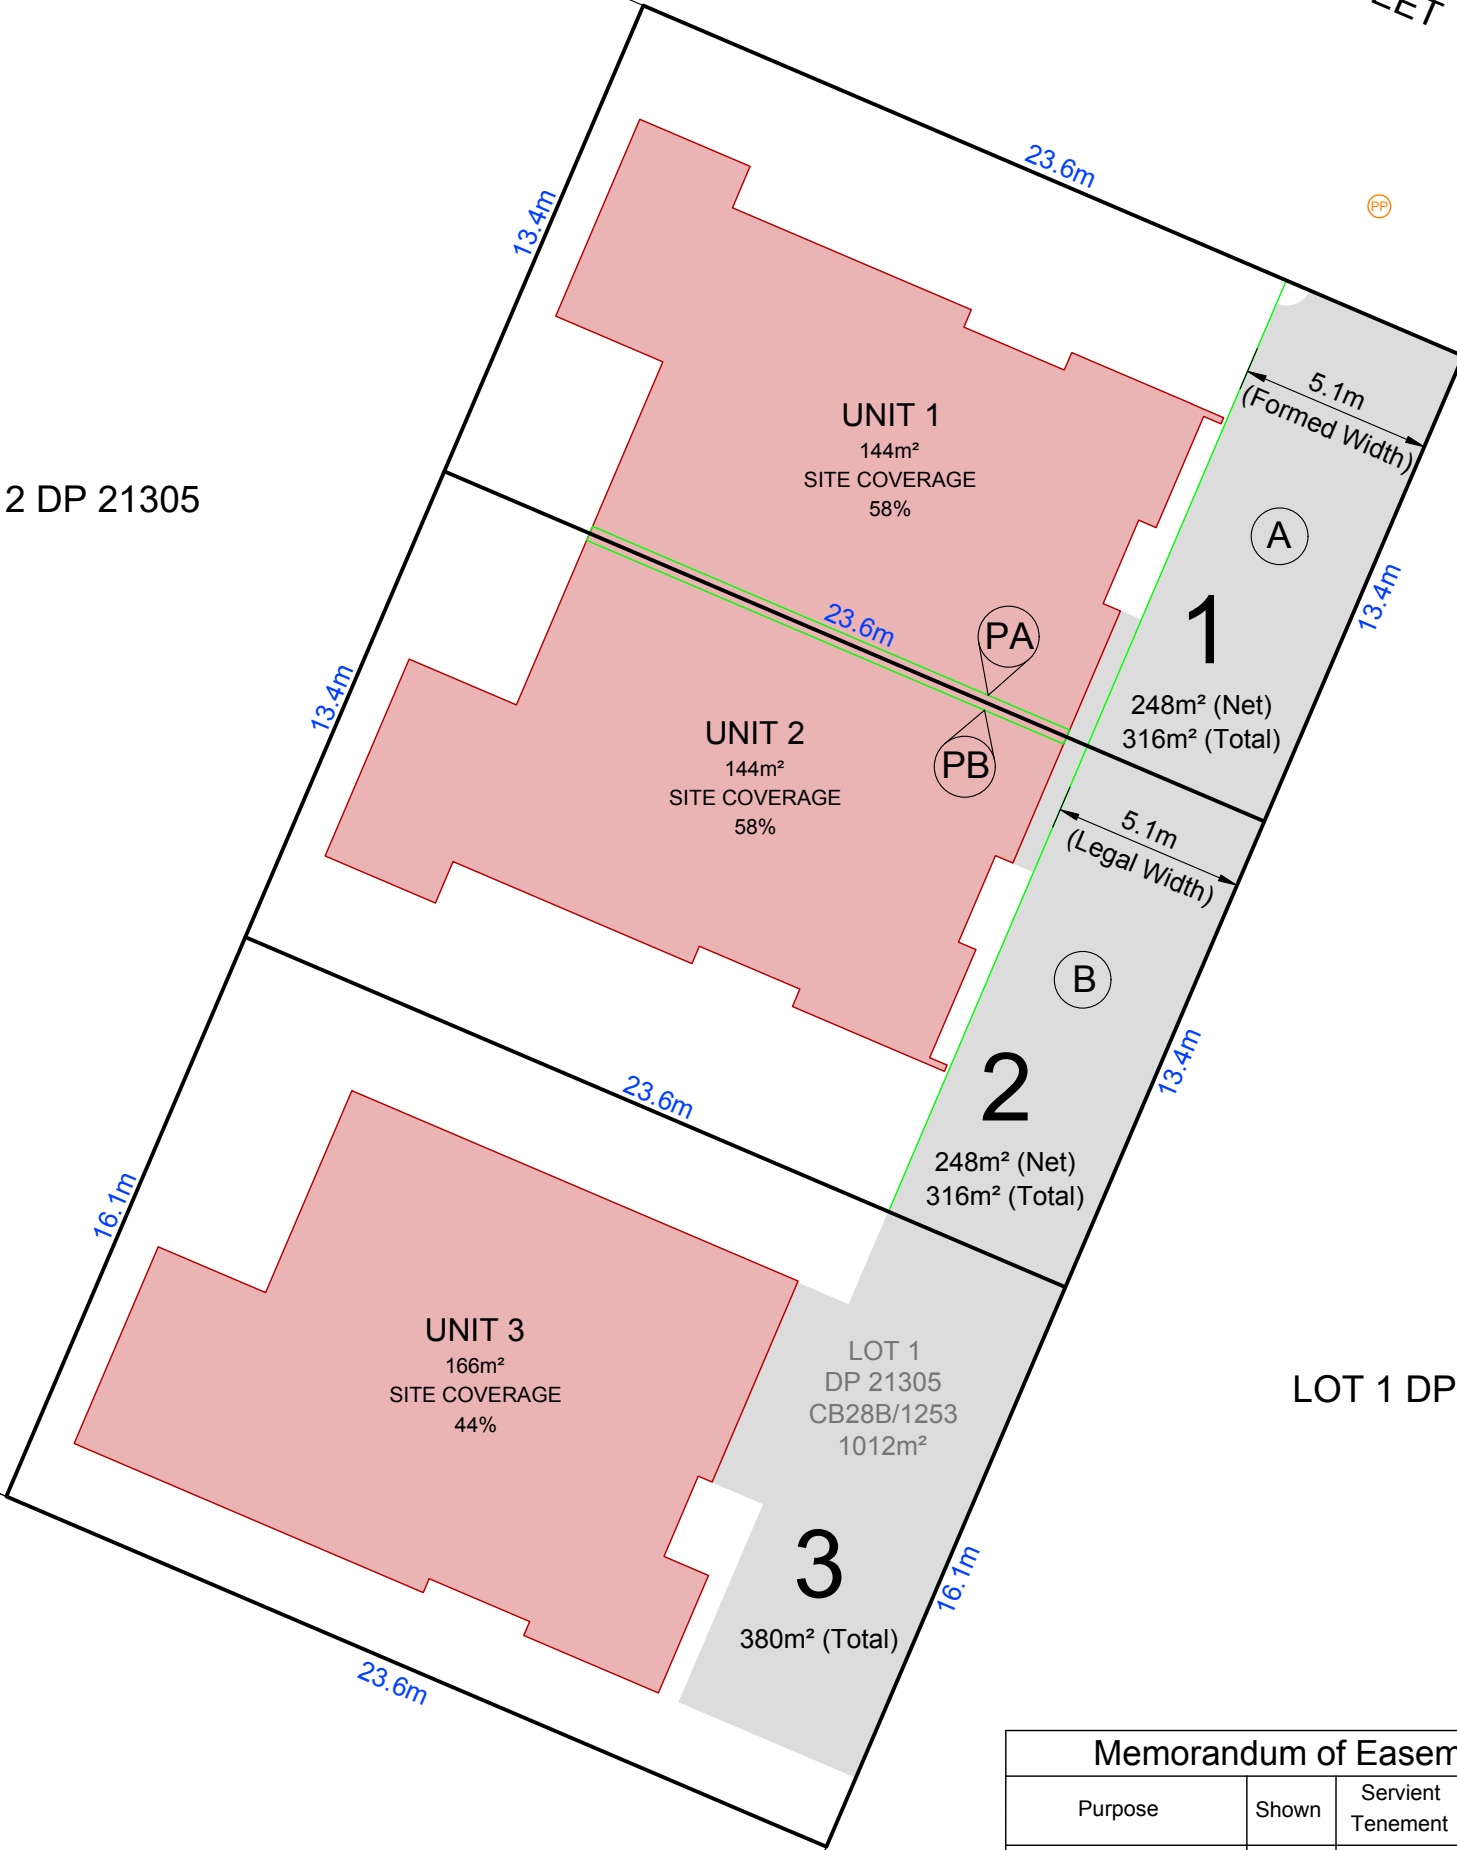 23.6m
PP
13.4m
5.1m
(Formed Width)
UNIT 1
144m²
SITE COVERAGE
58%
2 DP 21305
A
13.4m
1
23.6m
PA
248m² (Net)
316m² (Total)
13.4m
UNIT 2
144m²
SITE COVERAGE
58%
PB
5.1m
(Legal Width)
B
13.4m
2
23.6m
248m² (Net)
316m² (Total)
16.1m
UNIT 3
166m²
SITE COVERAGE
44%
LOT 1
DP 21305
CB28B/1253
1012m²
LOT 1 DP
3
16.1m
380m² (Total)
23.6m
Memorandum of Easem
Purpose
Shown
Servient
Tenement